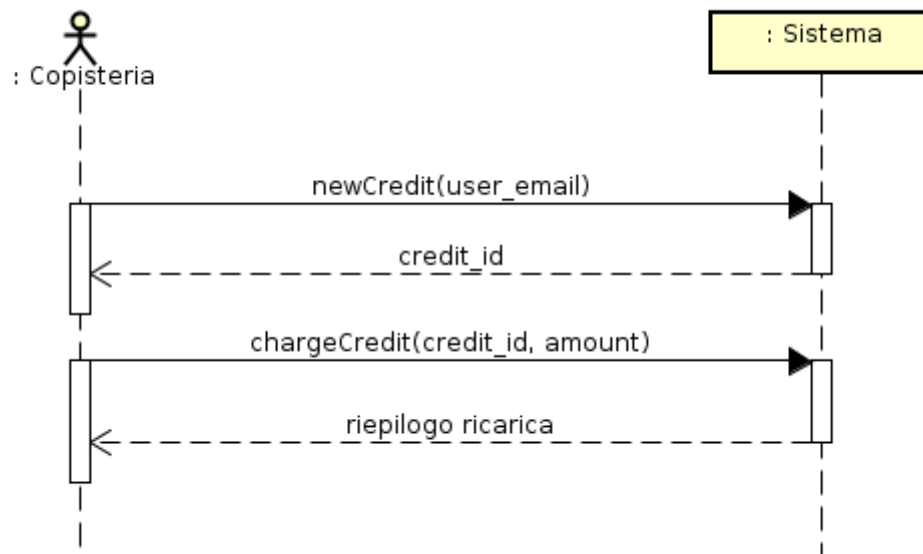 : Copisteria
: Sistema
newCredit(user_email)
credit_id
chargeCredit(credit_id, amount)
riepilogo ricarica